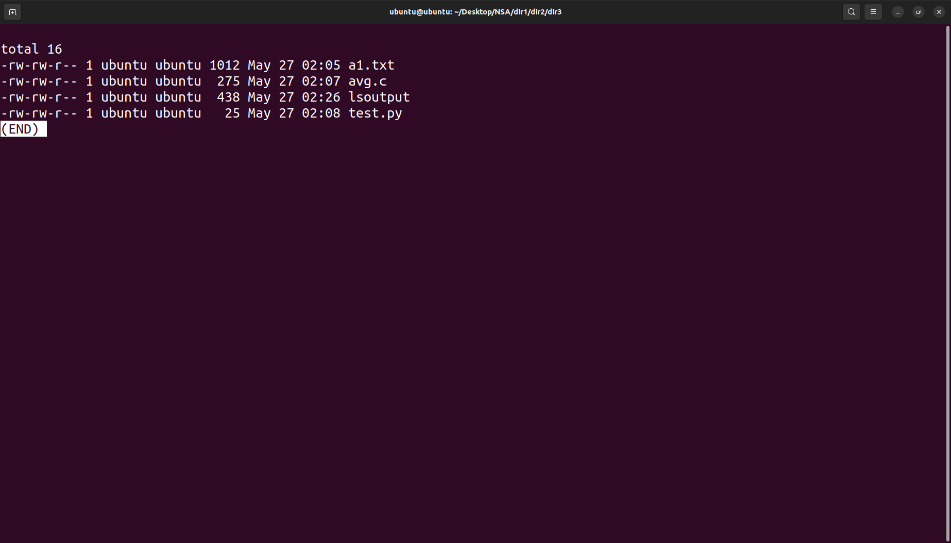 ubuntu@ubuntu: ~/Desktop/NSA/dir1/dir2/dir3
total 16
-rw-rw-r-- 1 ubuntu ubuntu 1012 May 27 02:05 a1.txt
-rw-rw-r-- 1 ubuntu ubuntu  275 May 27 02:07 avg.c
-rw-rw-r-- 1 ubuntu ubuntu  438 May 27 02:26 lsoutput
-rw-rw-r-- 1 ubuntu ubuntu   25 May 27 02:08 test.py
(END)